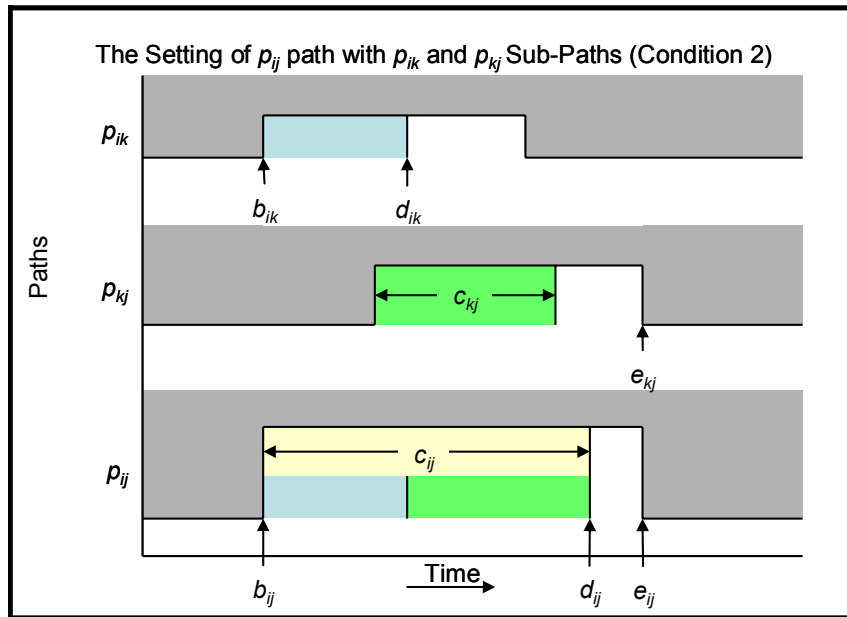 The Setting of pij path with pik and pkj Sub-Paths (Condition 2)
pik
bik dik
Paths
pkj
ckj
ekj
pij
cij
Time
bij dij eij